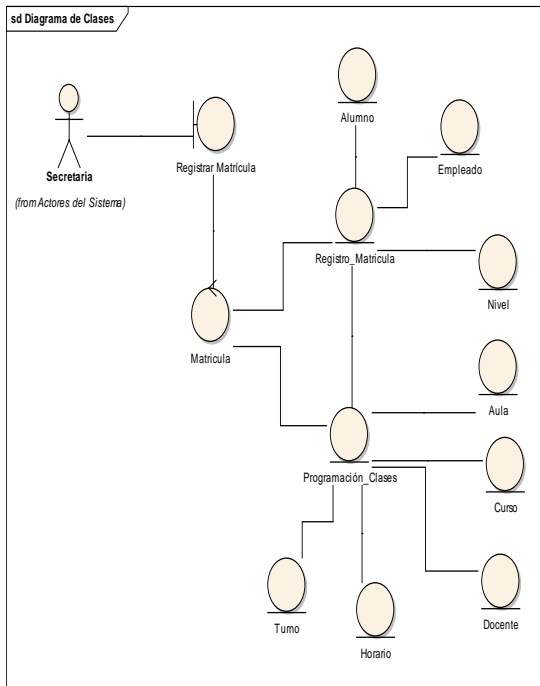 sd Diagrama de Clases
Alumno
Empleado
Registrar Matrícula
Secretaria
(from Actores del Sistema)
Registro_Matricula
Nivel
Matricula
Aula
Programación_Clases
Curso
Turno
Horario
Docente